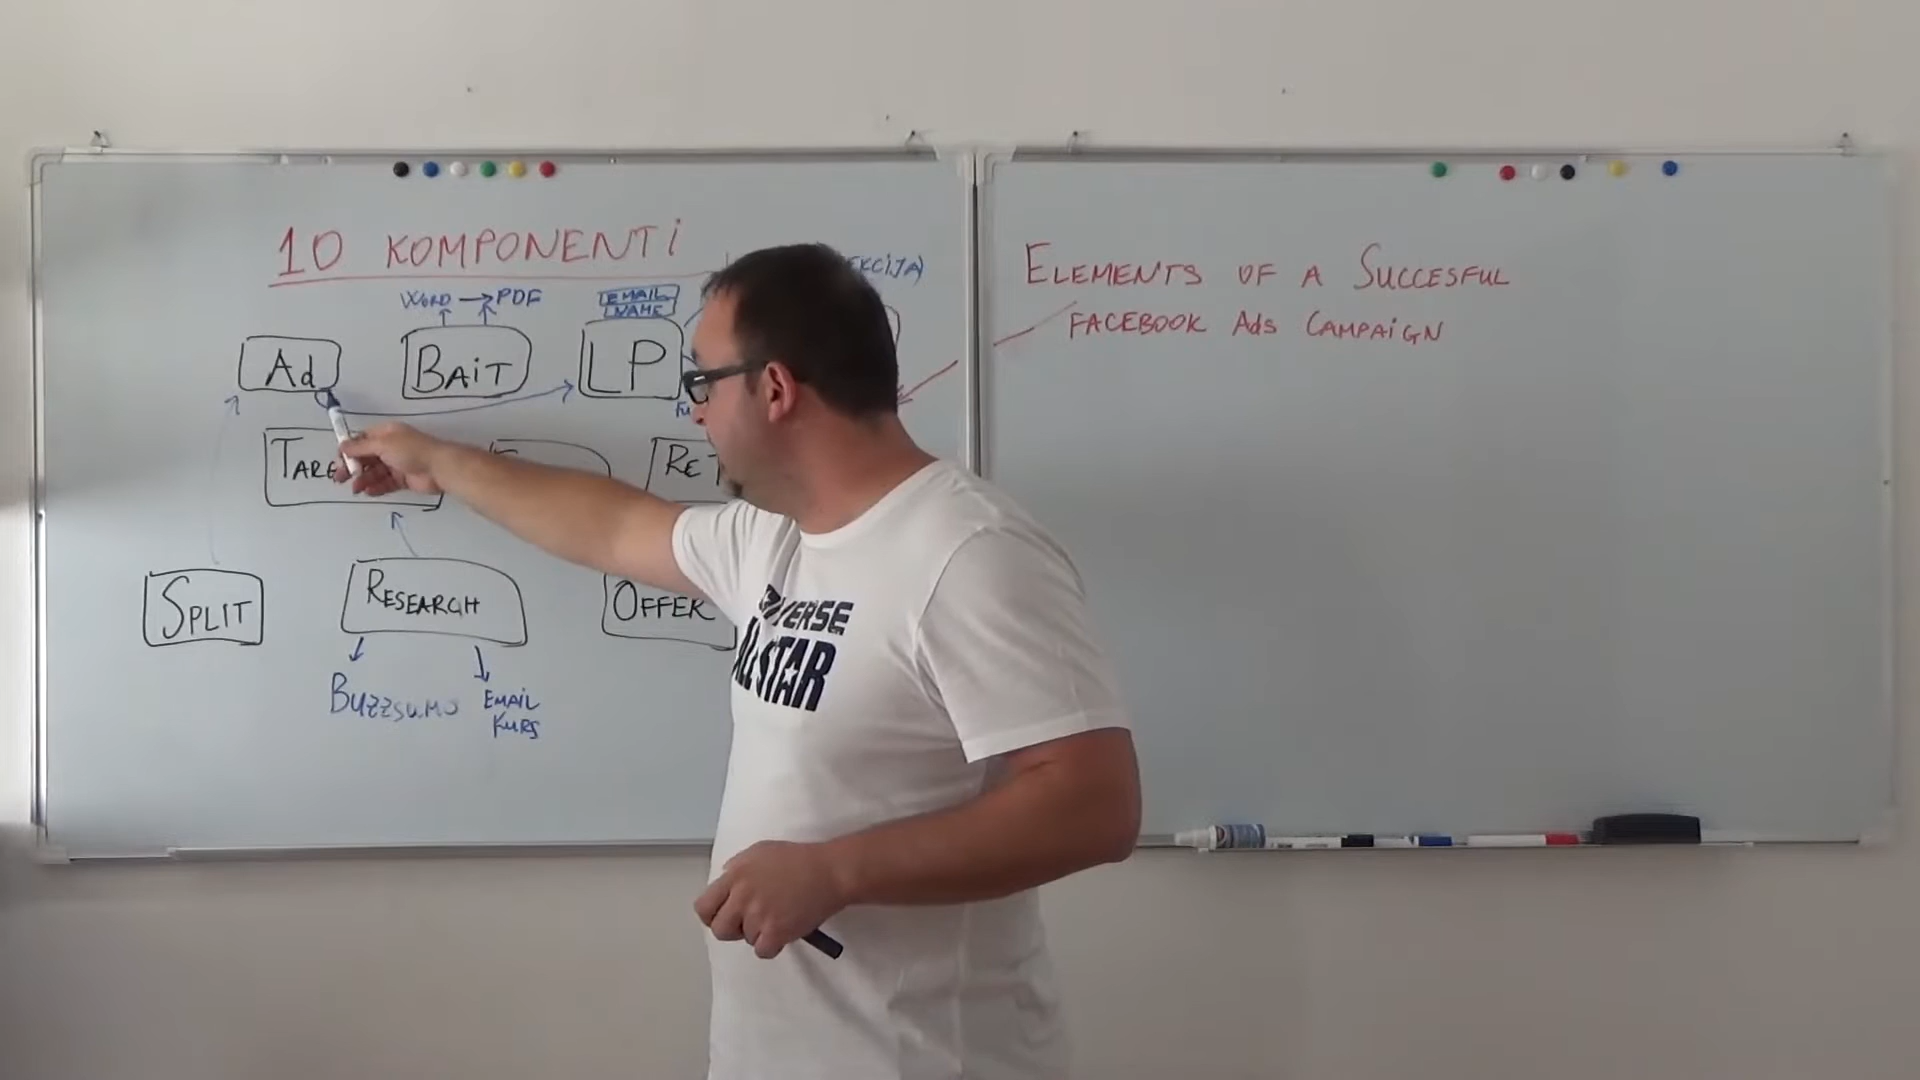 10 KOMPONENTI
WORD → PDF
EMAIL
NAME
Ad
BAiT
LP
RE
SPLIT
RESEARCH
OFFER
BUZZSUMO
EMAIL
KURS
ELEMENTS OF A SUCCESFUL
FACEBOOK Ads CAMPAiGN
ALL STAR